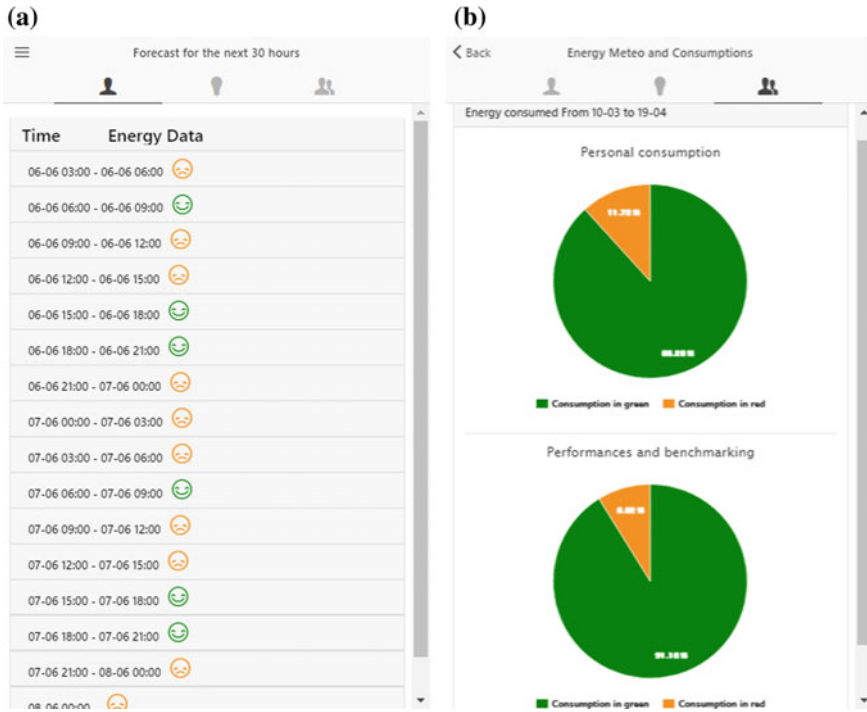 (a)
Forecast for the next 30 hours
Time Energy Data
06-06 03:00 - 06-06 06:00
06-06 06:00 - 06-06 09:00
06-06 09:00 - 06-06 12:00
06-06 12:00 - 06-06 15:00
06-06 15:00 - 06-06 18:00
06-06 18:00 - 06-06 21:00
06-06 21:00 - 07-06 00:00
07-06 00:00 - 07-06 03:00
07-06 03:00 - 07-06 06:00
07-06 06:00 - 07-06 09:00
07-06 09:00 - 07-06 12:00
07-06 12:00 - 07-06 15:00
07-06 15:00 - 07-06 18:00
07-06 18:00 - 07-06 21:00
07-06 21:00 - 08-06 00:00
08-06 00:00
(b)
Back Energy Meteo and Consumptions
Energy consumed From 10-03 to 19-04
Personal consumption
Consumption in green Consumption in red
Performances and benchmarking
Consumption in green Consumption in red